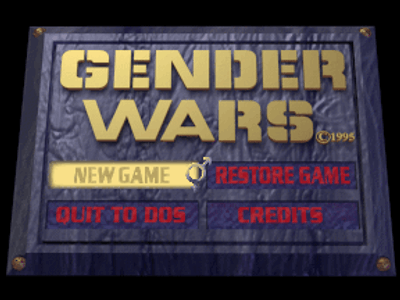 GENDER
WARS
©1995
NEW GAME
RESTORE GAME
QUIT TO DOS
CREDITS